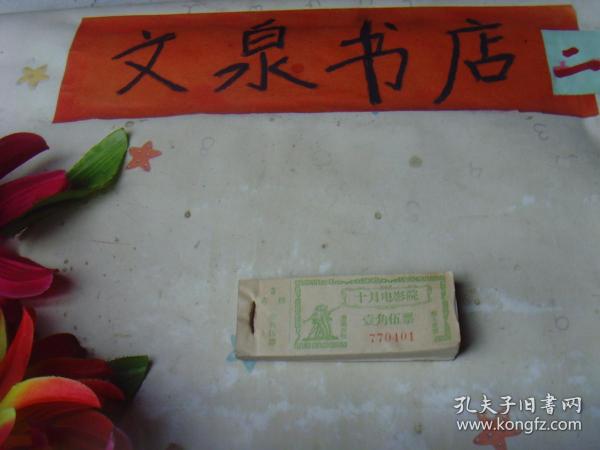 文泉书店
二
十月电影院
壹角伍票
770401
孔夫子旧书网
www.kongfz.com